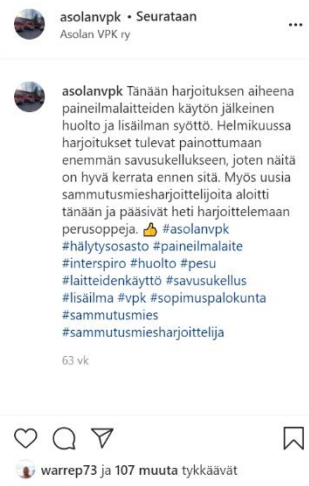 asolanvpk • Seurataan
Asolan VPK ry
asolanvpk Tänään harjoituksen aiheena
paineilmalaitteiden käytön jälkeinen
huolto ja lisäilman syöttö. Helmikuussa
harjoitukset tulevat painottumaan
enemmän savusukellukseen, joten näitä
on hyvä kerrata ennen sitä. Myös uusia
sammutusmiesharjoittelijoita aloitti
tänään ja pääsivät heti harjoittelemaan
perusoppeja. 👍 #asolanvpk
#hälytysosasto #paineilmalaite
#interspiro #huolto #pesu
#laitteidenkäyttö #savusukellus
#lisäilma #vpk #sopimuspalokunta
#sammutusmies
#sammutusmiesharjoittelija
63 vk
warrep73 ja 107 muuta tykkäävät